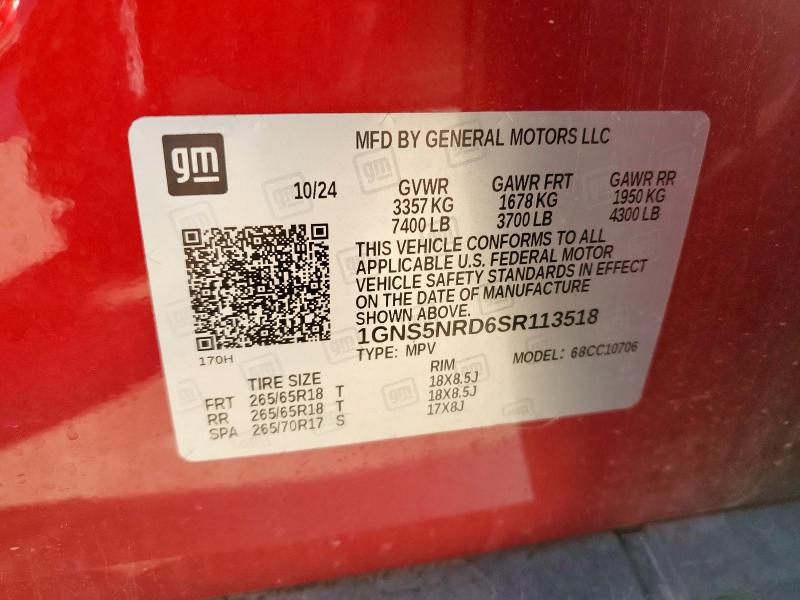 gm
MFD BY GENERAL MOTORS LLC
10/24
GVWR GAWR FRT GAWR RR
3357 KG 1678 KG 1950 KG
7400 LB 3700 LB 4300 LB
THIS VEHICLE CONFORMS TO ALL
APPLICABLE U.S. FEDERAL MOTOR
VEHICLE SAFETY STANDARDS IN EFFECT
ON THE DATE OF MANUFACTURE
SHOWN ABOVE.
1GNS5NRD6SR113518
170H
TYPE: MPV MODEL: 68CC10706
TIRE SIZE RIM
FRT 265/65R18 T 18X8.5J
RR 265/65R18 T 18X8.5J
SPA 265/70R17 S 17X8J